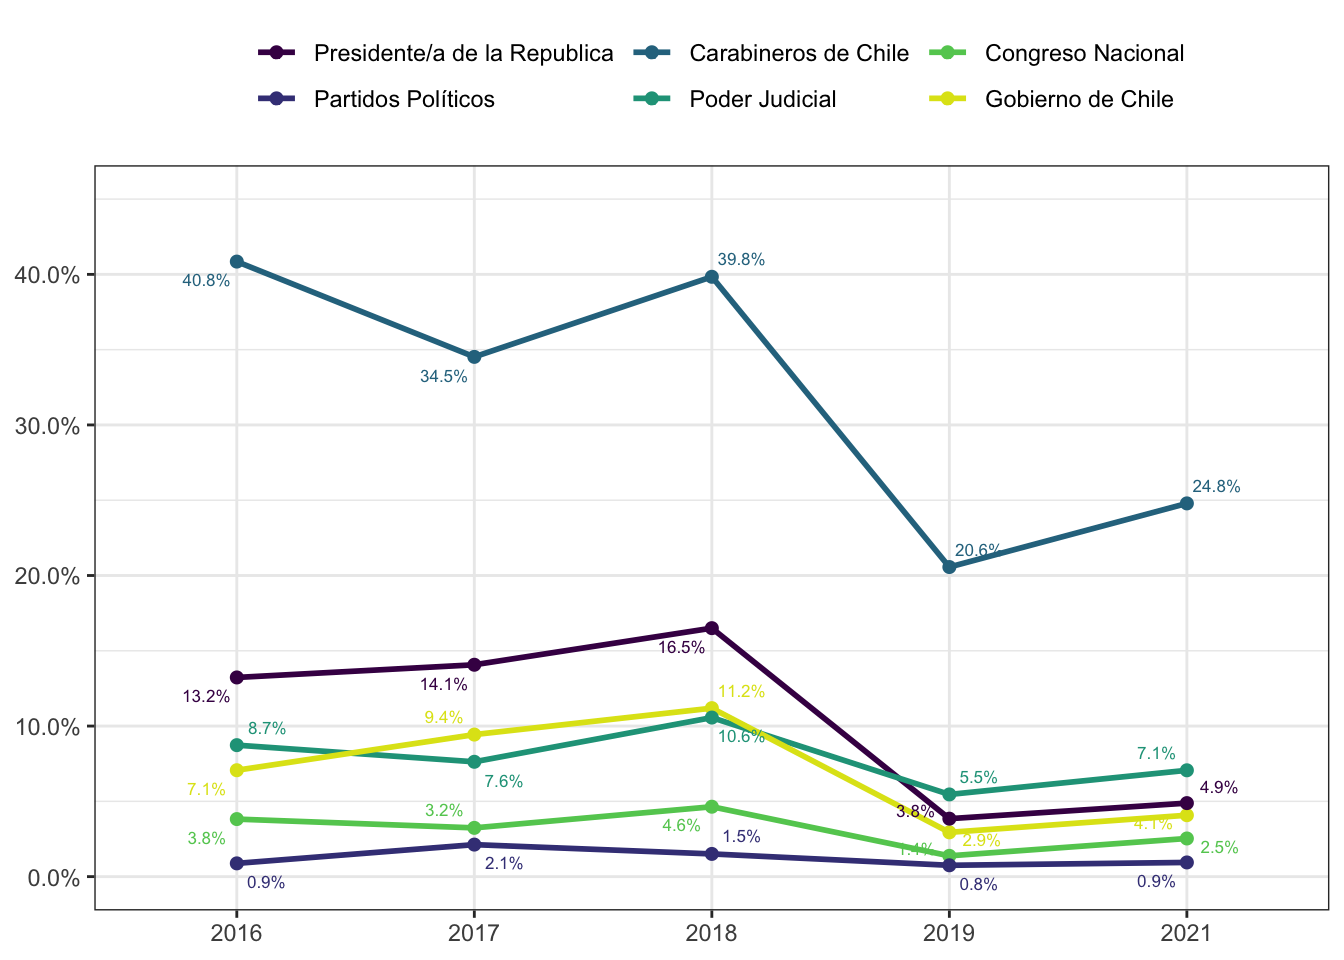 Presidente/a de la Republica Carabineros de Chile Congreso Nacional
Partidos Políticos Poder Judicial Gobierno de Chile
40.8% 39.8%
40.0%
34.5%
30.0%
24.8%
20.6%
20.0%
16.5%
13.2% 14.1%
11.2%
10.0%
8.7% 9.4% 10.6%
7.1% 7.6% 5.5% 7.1%
4.9%
3.8% 3.2% 4.6% 3.8% 4.1%
1.5% 1.4% 2.9% 2.5%
0.0%
0.9% 2.1% 0.8% 0.9%
2016 2017 2018 2019 2021